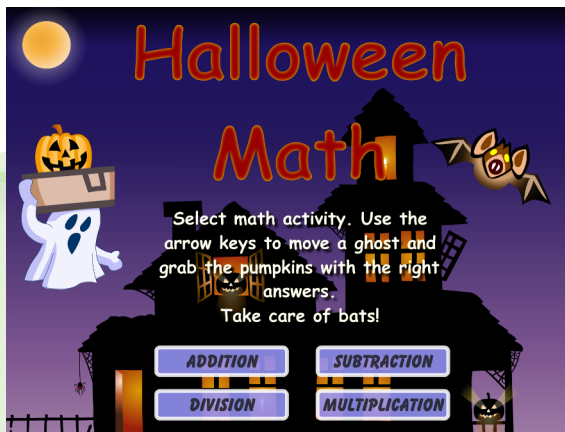 Halloween
Math
Select math activity. Use the
arrow keys to move a ghost and
grab the pumpkins with the right
answers.
Take care of bats!
ADDITION
SUBTRACTION
DIVISION
MULTIPLICATION